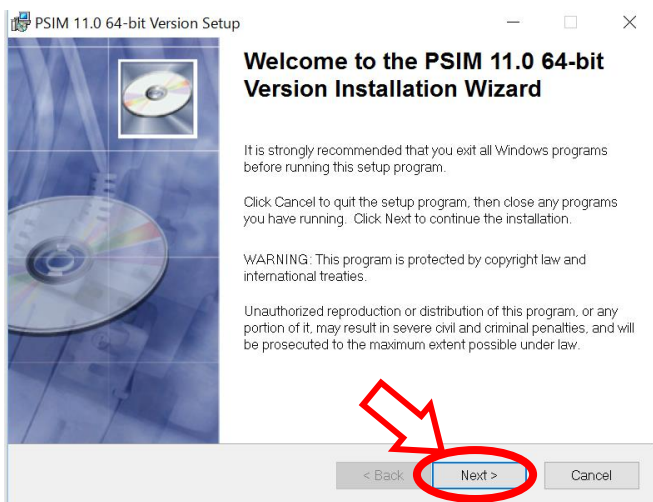 PSIM 11.0 64-bit Version Setup
Welcome to the PSIM 11.0 64-bit
Version Installation Wizard
It is strongly recommended that you exit all Windows programs
before running this setup program.
Click Cancel to quit the setup program, then close any programs
you have running. Click Next to continue the installation.
WARNING: This program is protected by copyright law and
international treaties.
Unauthorized reproduction or distribution of this program, or any
portion of it, may result in severe civil and criminal penalties, and will
be prosecuted to the maximum extent possible under law.
< Back Next > Cancel